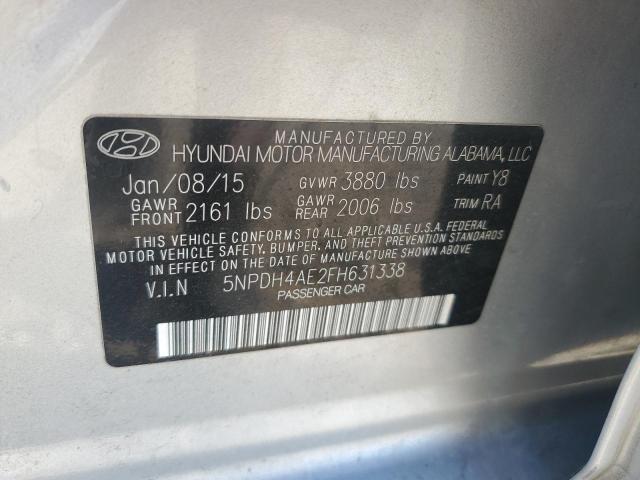 MANUFACTURED BY
HYUNDAI MOTOR MANUFACTURING ALABAMA, LLC
Jan/08/15 GVWR 3880 lbs PAINT Y8
GAWR FRONT 2161 lbs GAWR REAR 2006 lbs TRIM RA
THIS VEHICLE CONFORMS TO ALL APPLICABLE U.S.A. FEDERAL
MOTOR VEHICLE SAFETY, BUMPER, AND THEFT PREVENTION STANDARDS
IN EFFECT ON THE DATE OF MANUFACTURE SHOWN ABOVE
V.I.N 5NPDH4AE2FH631338
PASSENGER CAR